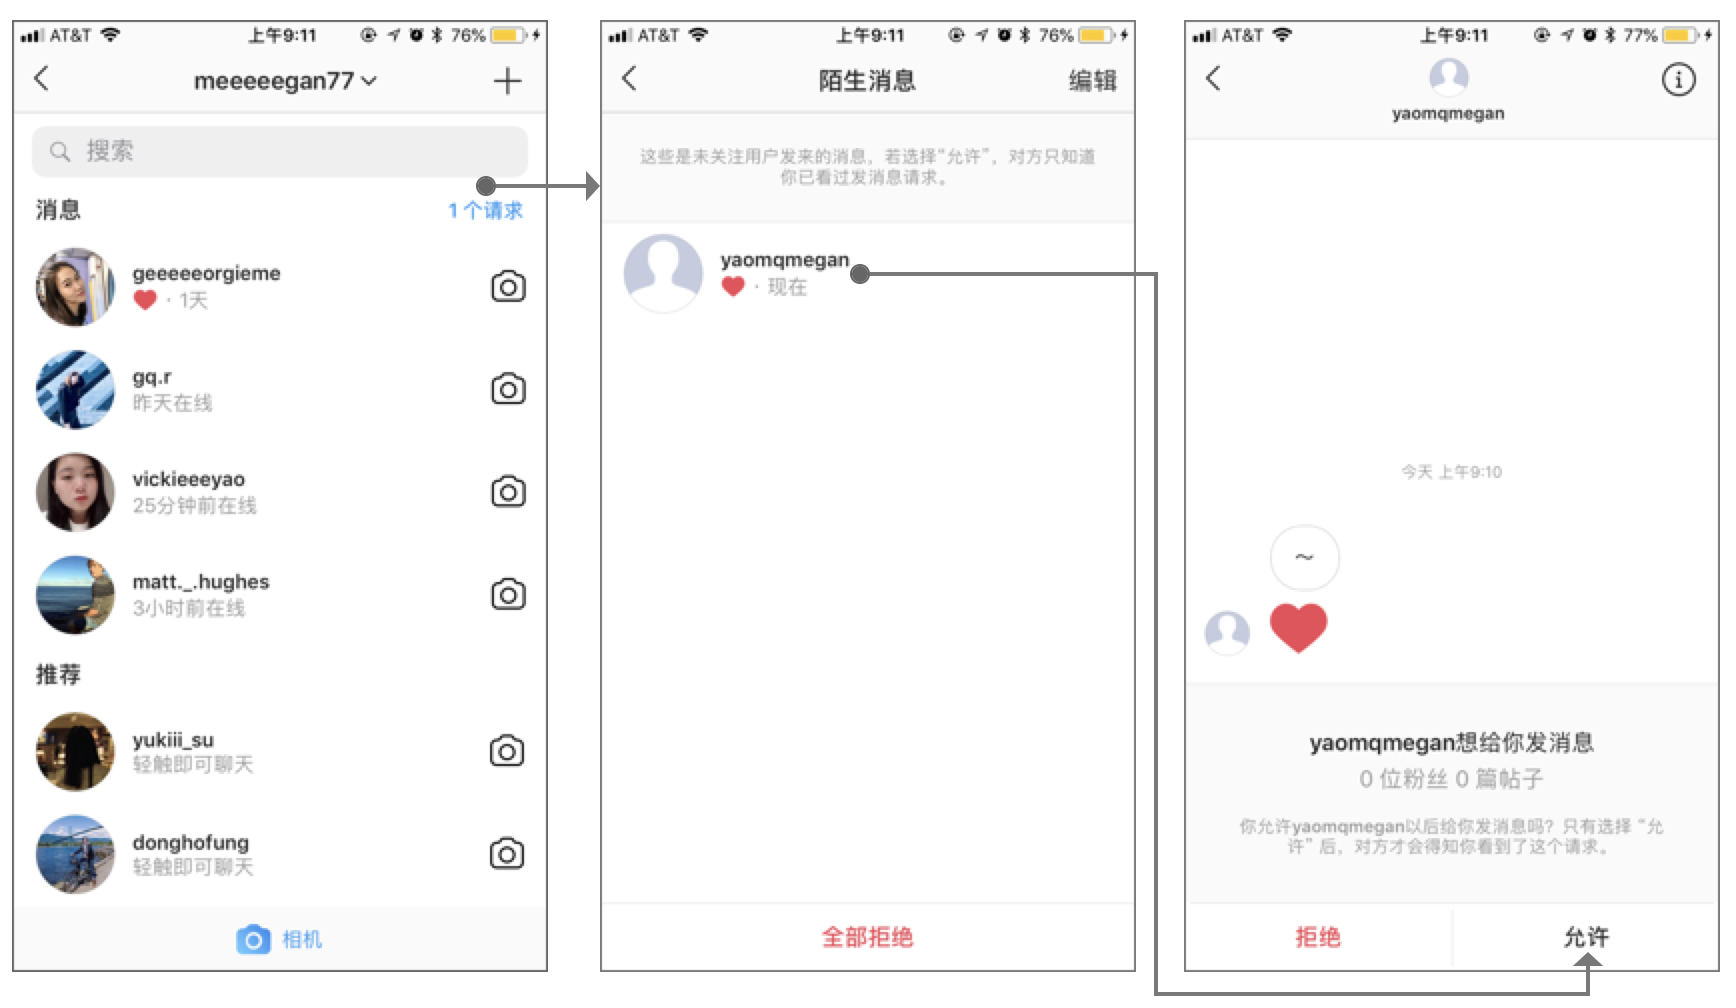 AT&T 上午9:11 76%
meeeeegan77
搜索
消息 1 个请求
geeeeeorgieme
· 1天
gq.r
昨天在线
vickieeeyao
25分钟前在线
matt._.hughes
3小时前在线
推荐
yukiii_su
轻触即可聊天
donghofung
轻触即可聊天
相机
AT&T 上午9:11 76%
陌生消息 编辑
这些是未关注用户发来的消息，若选择“允许”，对方只知道
你已看过发消息请求。
yaomqmegan
· 现在
全部拒绝
AT&T 上午9:11 77%
yaomqmegan
今天 上午9:10
~
yaomqmegan想给你发消息
0 位粉丝 0 篇帖子
你允许yaomqmegan以后给你发消息吗？只有选择“允
许”后，对方才会得知你看到了这个请求。
拒绝 允许